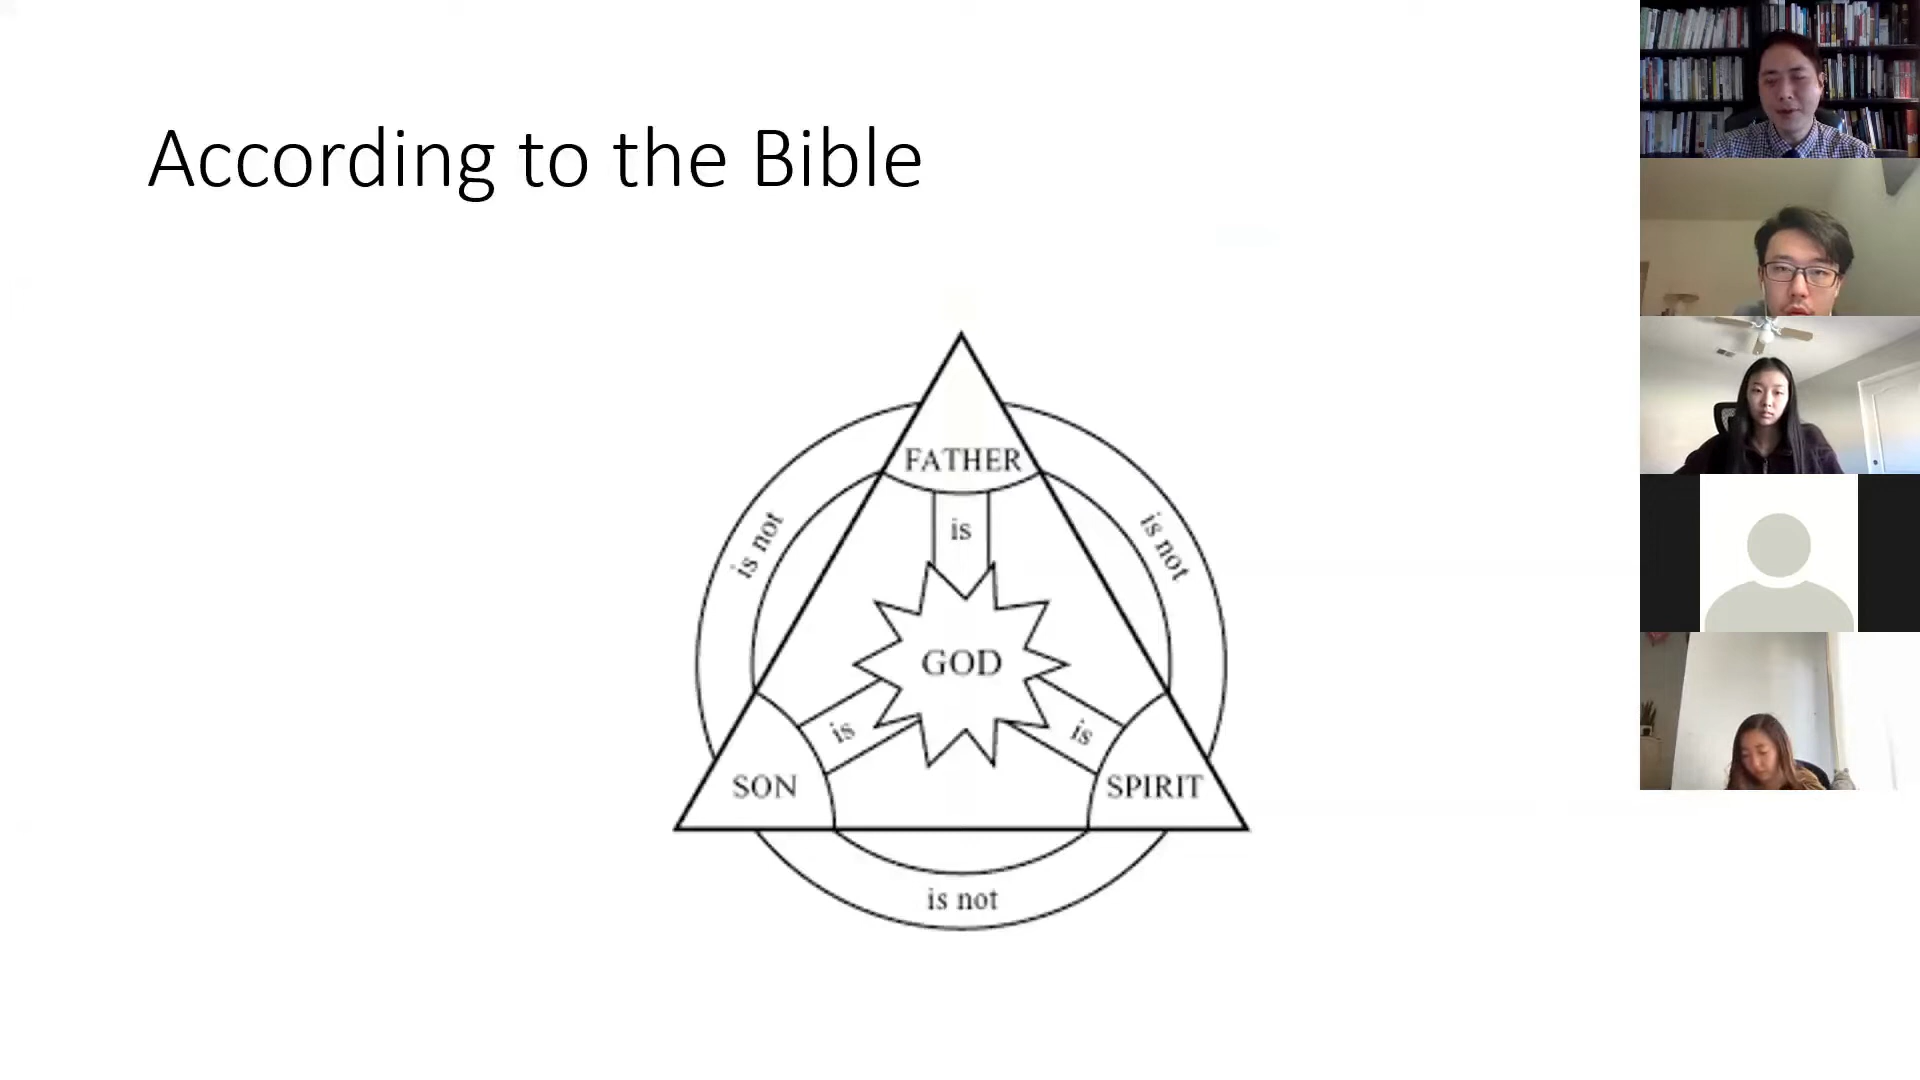 According to the Bible
FATHER
is not
is not
is
GOD
is
is
SON
SPIRIT
is not